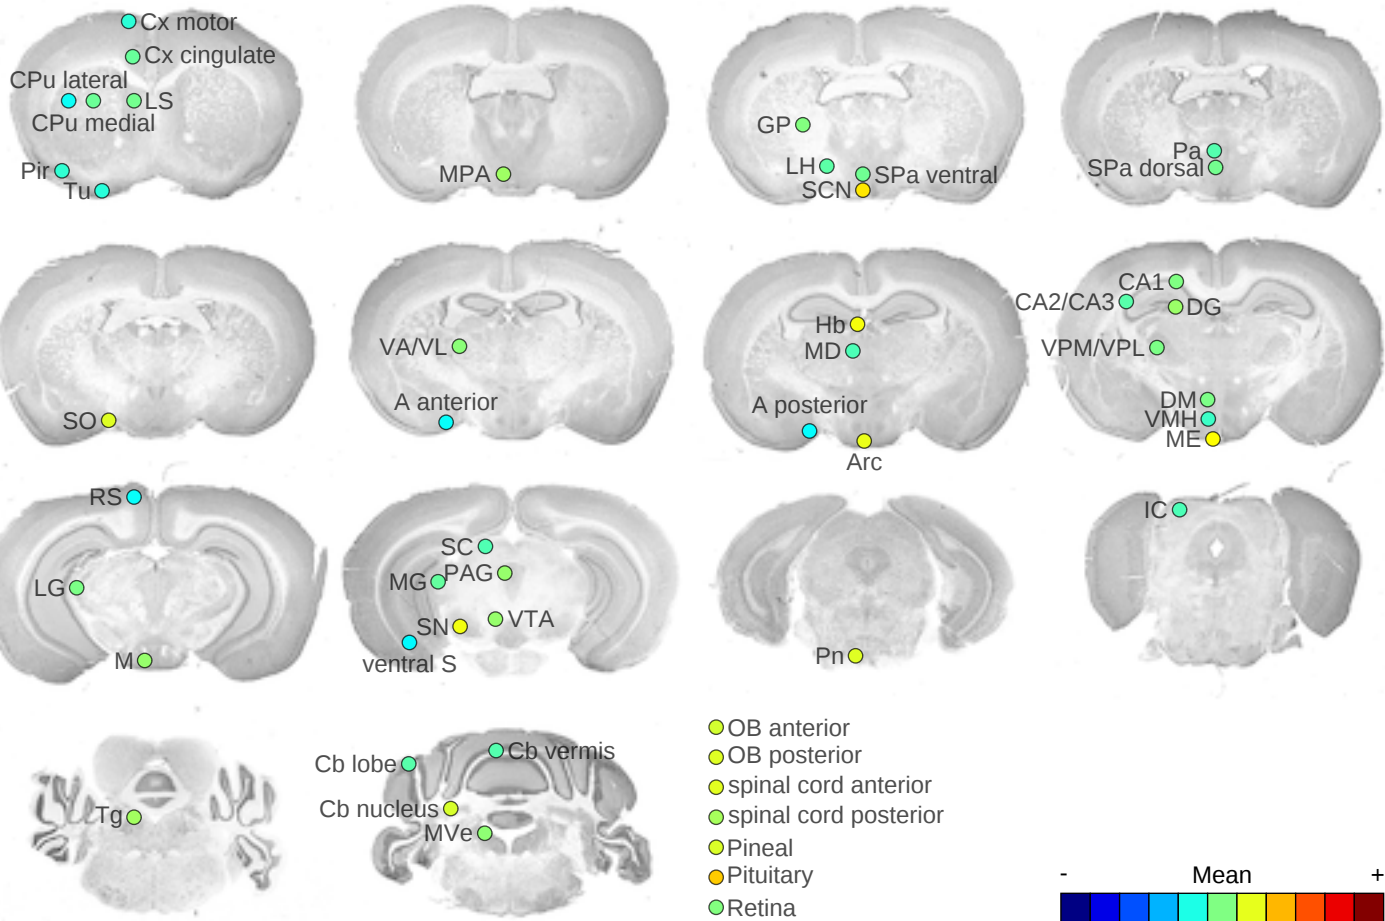 Cx motor
Cx cingulate
CPu lateral
LS
CPu medial
Pir
Tu
MPA
GP
LH
SPa ventral
SCN
Pa
SPa dorsal
SO
VA/VL
A anterior
Hb
MD
A posterior
Arc
CA1
CA2/CA3
DG
VPM/VPL
DM
VMH
ME
RS
LG
M
SC
MG
PAG
SN
VTA
ventral S
Pn
IC
Tg
Cb lobe
Cb vermis
Cb nucleus
MVe
OB anterior
OB posterior
spinal cord anterior
spinal cord posterior
Pineal
Pituitary
Retina
- Mean +